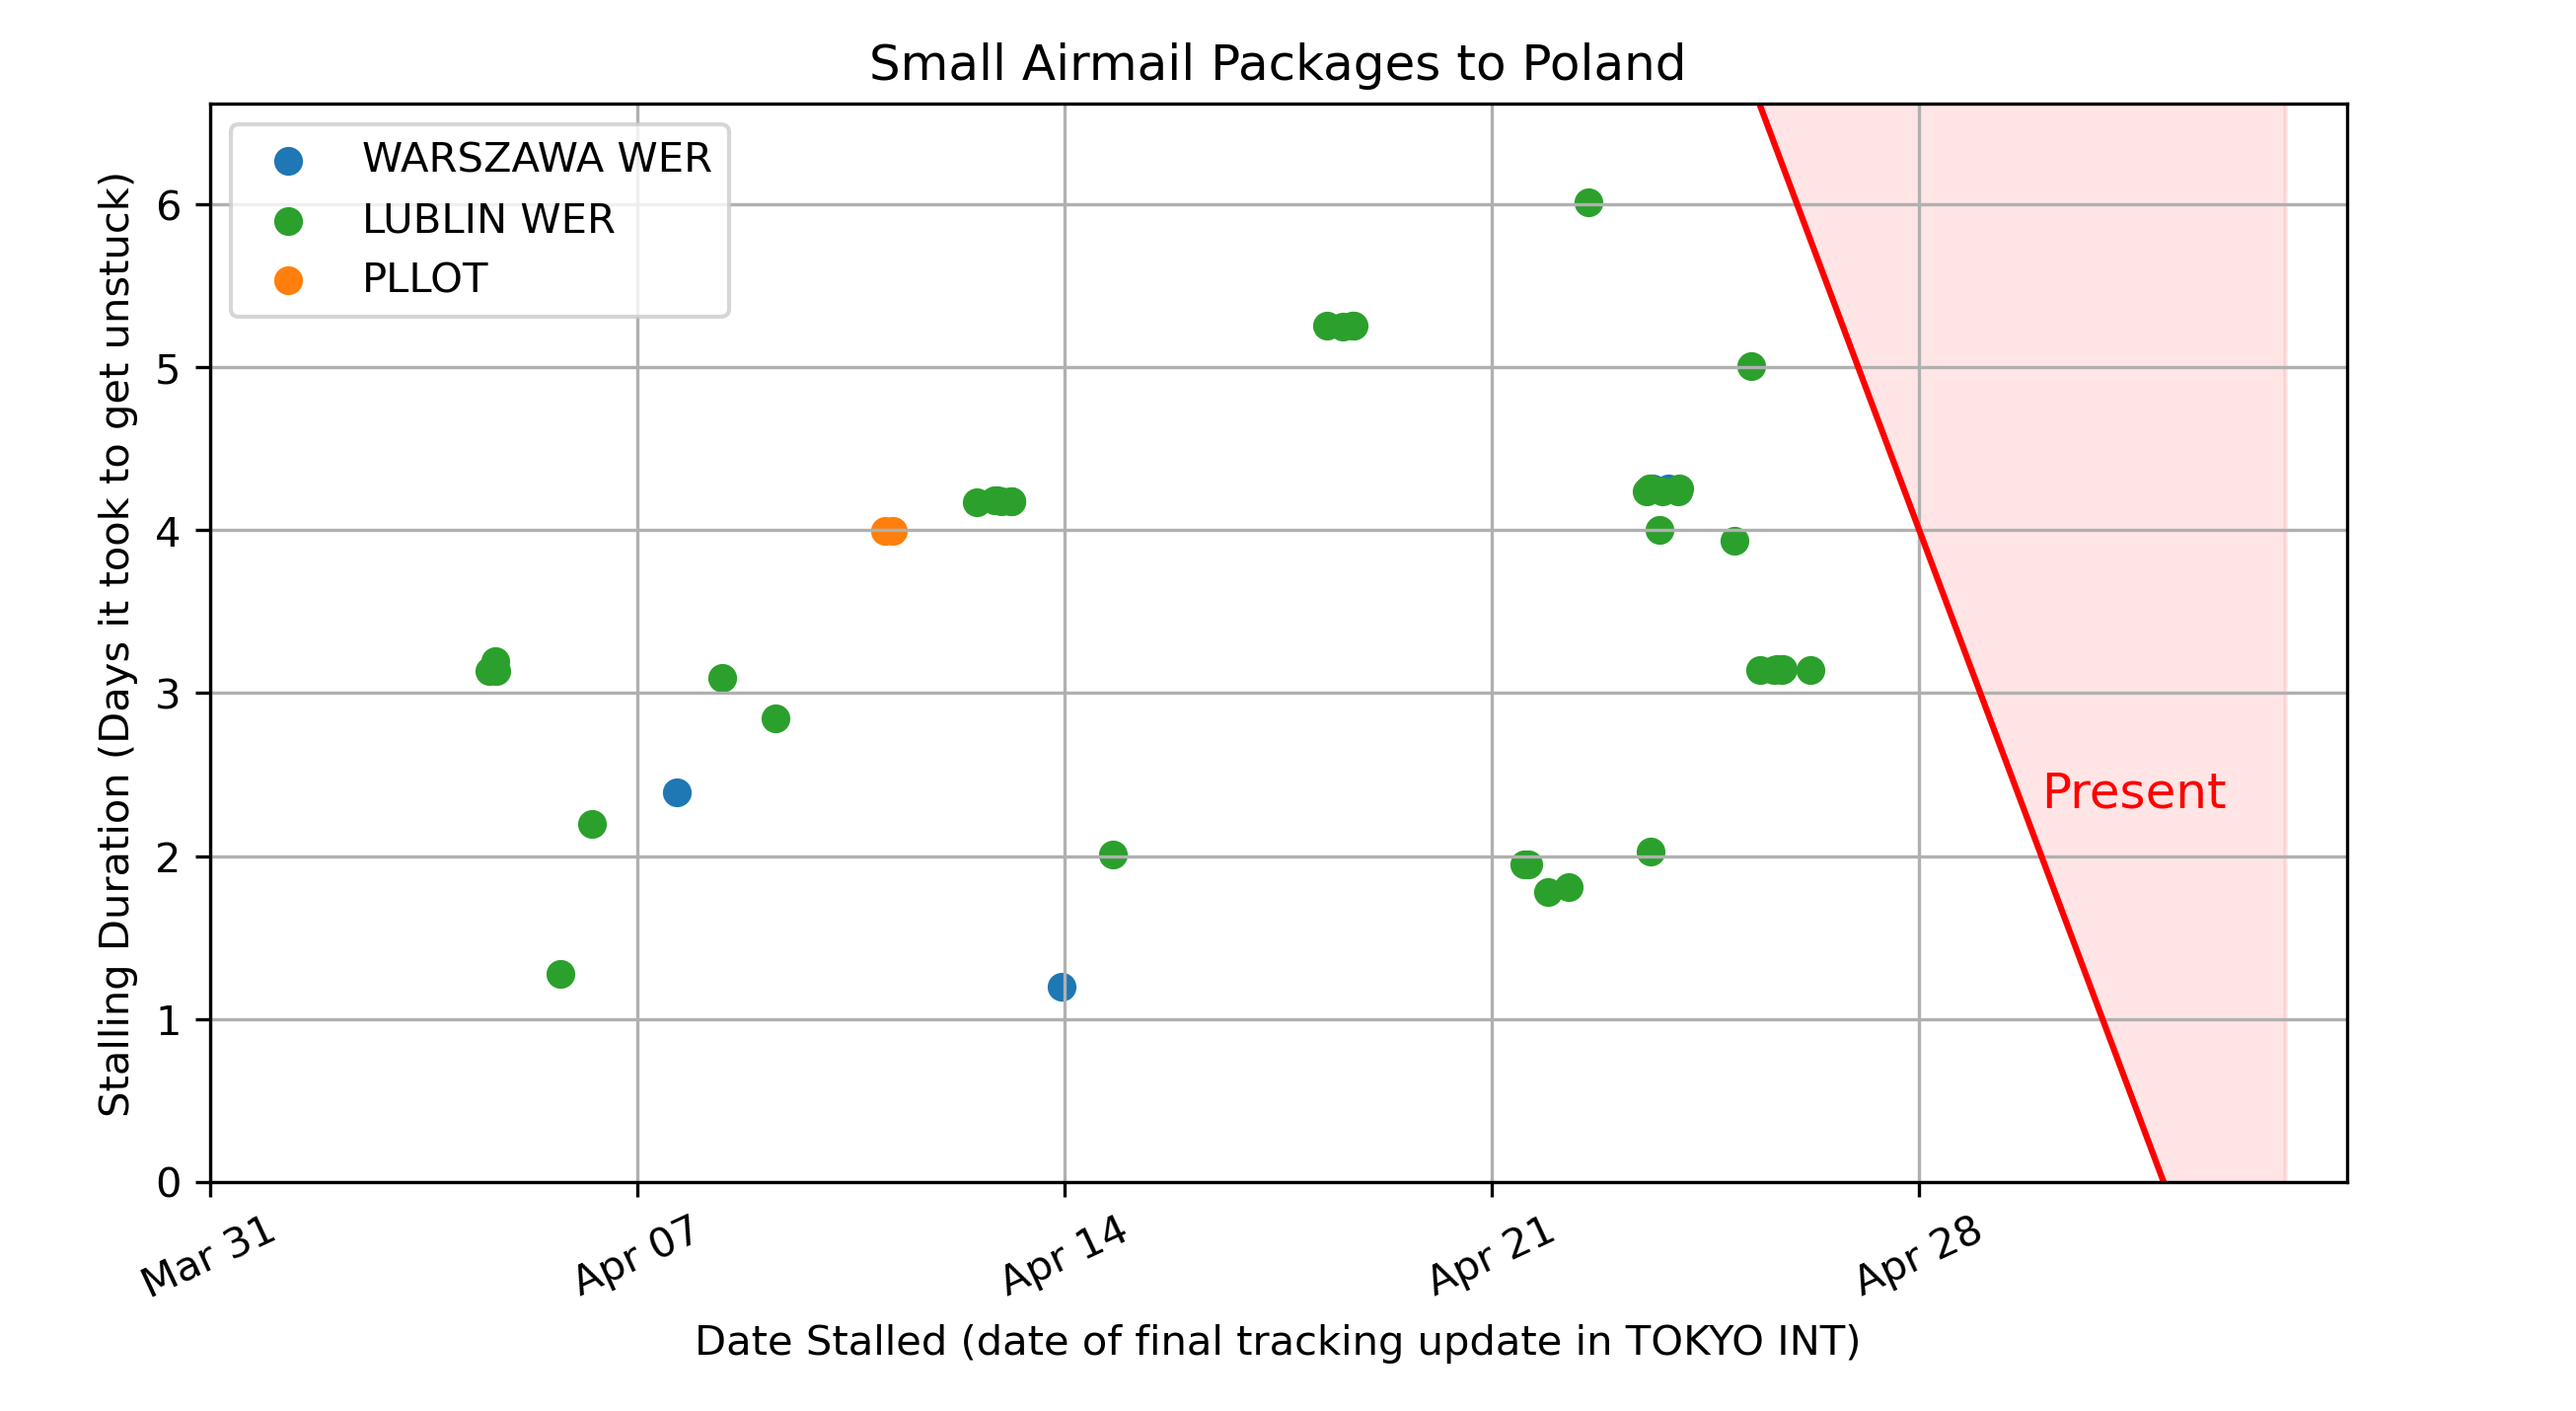 Small Airmail Packages to Poland
WARSZAWA WER
LUBLIN WER
PLLOT
Stalling Duration (Days it took to get unstuck)
6
5
4
3
2
1
0
Present
Mar 31
Apr 07
Apr 14
Apr 21
Apr 28
Date Stalled (date of final tracking update in TOKYO INT)